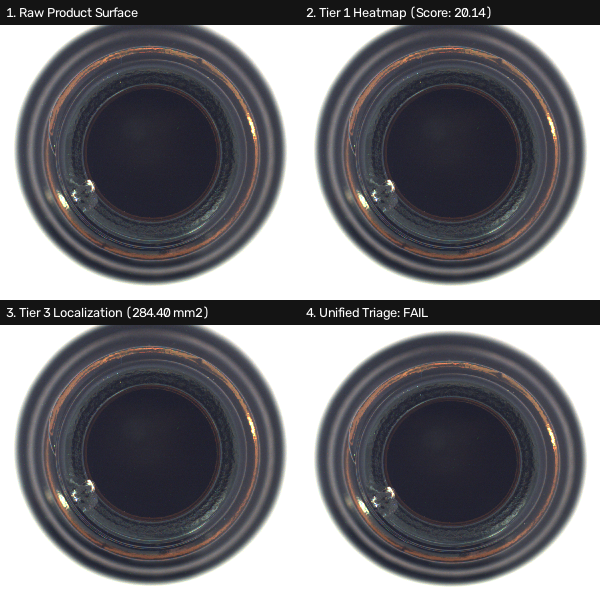 1. Raw Product Surface
2. Tier 1 Heatmap (Score: 20.14)
3. Tier 3 Localization (284.40 mm2)
4. Unified Triage: FAIL